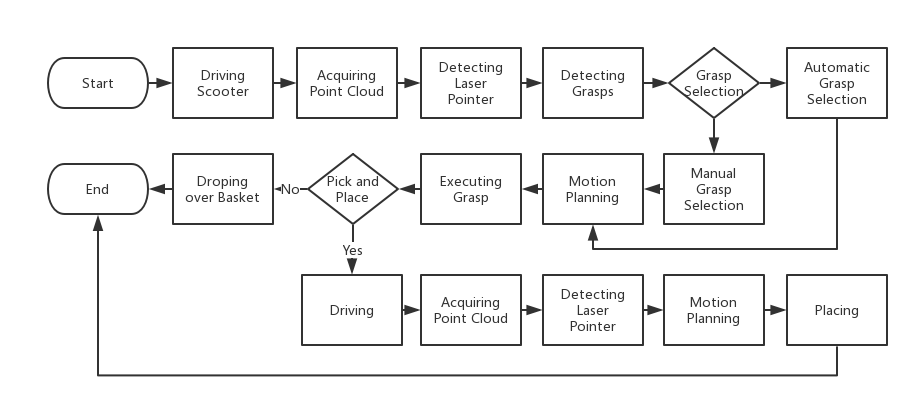 Start
Driving
Scooter
Acquiring
Point Cloud
Detecting
Laser
Pointer
Detecting
Grasps
Grasp
Selection
Automatic
Grasp
Selection
End
Droping
over Basket
No
Pick and
Place
Executing
Grasp
Motion
Planning
Manual
Grasp
Selection
Yes
Driving
Acquiring
Point Cloud
Detecting
Laser
Pointer
Motion
Planning
Placing